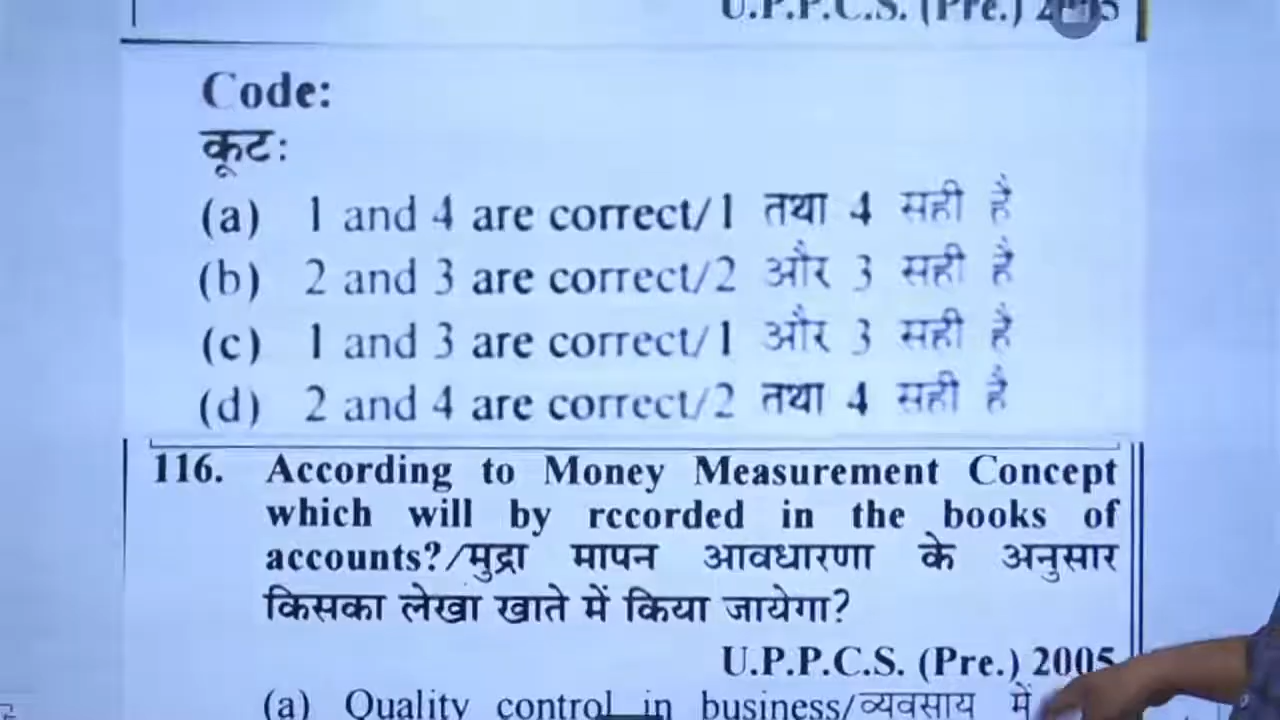 U.P.P.C.S. (Pre.) 2005
Code:
कूटः
(a) 1 and 4 are correct/1 तथा 4 सही है
(b) 2 and 3 are correct/2 और 3 सही है
(c) 1 and 3 are correct/1 और 3 सही है
(d) 2 and 4 are correct/2 तथा 4 सही है
116. According to Money Measurement Concept
which will by rccorded in the books of
accounts?/मुद्रा मापन आवधारणा के अनुसार
किसका लेखा खाते में किया जायेगा?
U.P.P.C.S. (Pre.) 2005
(a) Quality control in business/व्यवसाय में